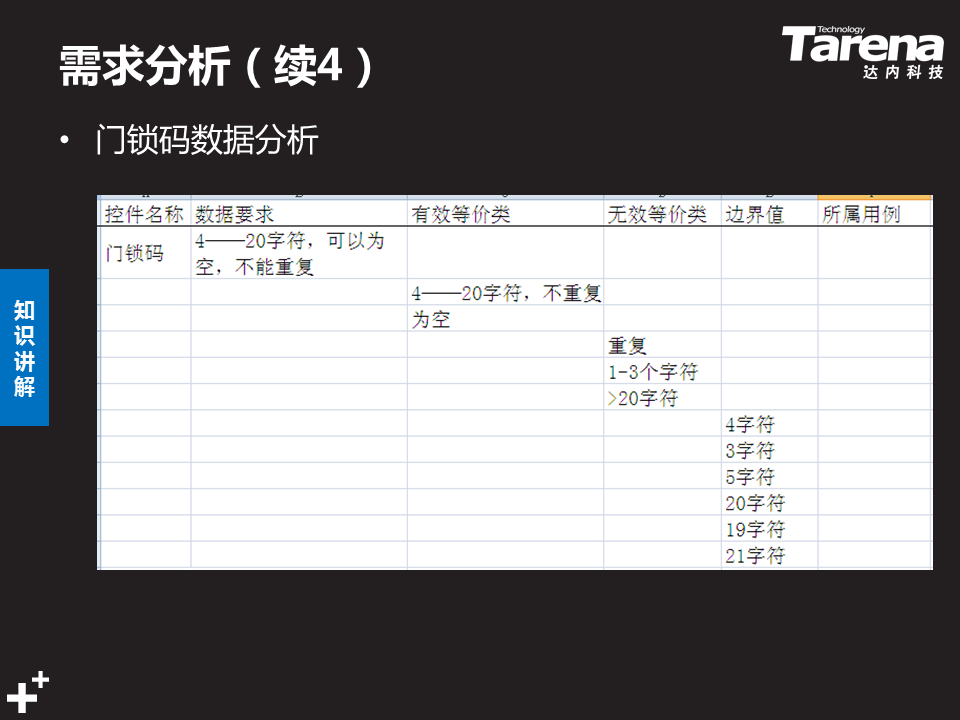 需求分析（续4）
Technology
Tarena
达内科技
• 门锁码数据分析
知识讲解
控件名称 数据要求 有效等价类 无效等价类 边界值 所属用例
门锁码 4——20字符，可以为
空，不能重复
4——20字符，不重复
为空
重复
1-3个字符
>20字符
4字符
3字符
5字符
20字符
19字符
21字符